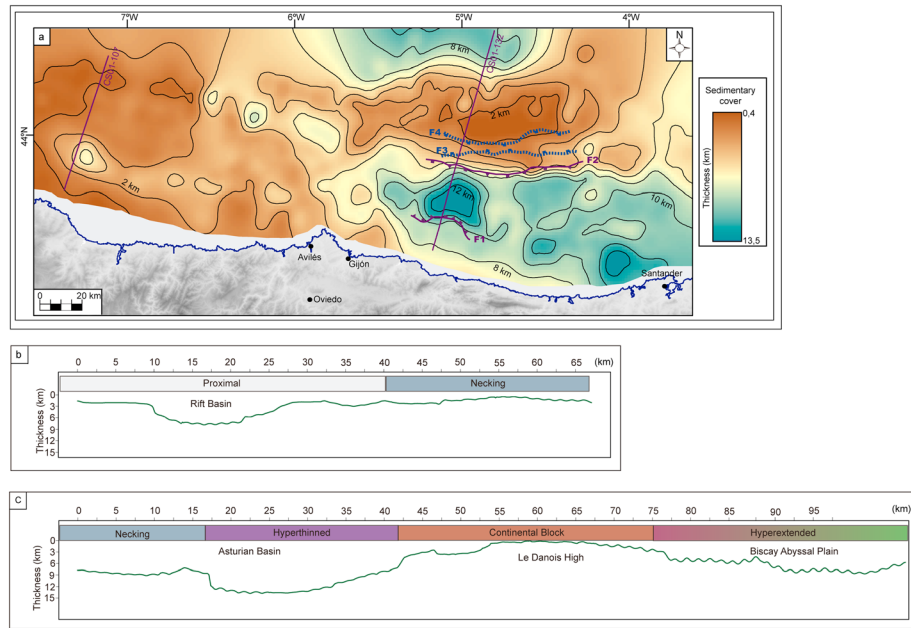 7°W 6°W 5°W 4°W
a
N
CS01-107
CS01-132
8 km
2 km
44°N
F4
F3
F2
12 km
10 km
2 km
F1
8 km
Avilés
Gijón
Santander
Oviedo
0 20 km
Sedimentary
cover
Thickness (km)
0,4
13,5
b
0 5 10 15 20 25 30 35 40 45 50 55 60 65 (km)
Proximal Necking
Rift Basin
Thickness (km)
0
3
6
9
12
15
c
0 5 10 15 20 25 30 35 40 45 50 55 60 65 70 75 80 85 90 95 (km)
Necking Hyperthinned Continental Block Hyperextended
Asturian Basin Le Danois High Biscay Abyssal Plain
Thickness (km)
0
3
6
9
12
15